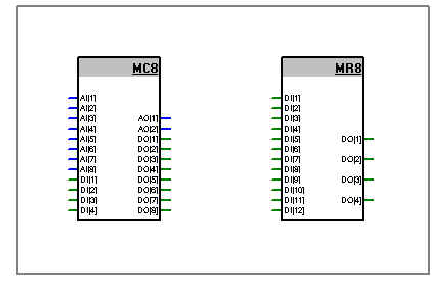 MC8
AI[1]
AI[2]
AI[3]
AI[4]
AI[5]
AI[6]
AI[7]
AI[8]
DI[1]
DI[2]
DI[3]
DI[4]
AO[1]
AO[2]
DO[1]
DO[2]
DO[3]
DO[4]
DO[5]
DO[6]
DO[7]
DO[8]
MR8
DI[1]
DI[2]
DI[3]
DI[4]
DI[5]
DI[6]
DI[7]
DI[8]
DI[9]
DI[10]
DI[11]
DI[12]
DO[1]
DO[2]
DO[3]
DO[4]